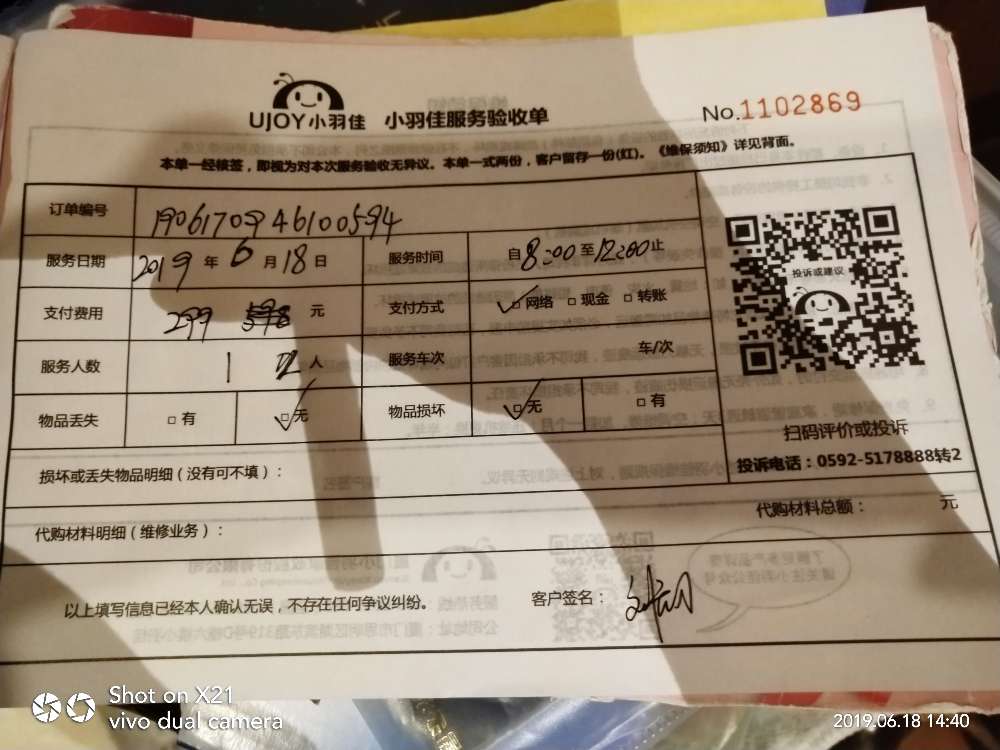 UJOY小羽佳 小羽佳服务验收单
No.1102869
本单一经核签，即视为对本次服务验收无异议。本单一式两份，客户留存一份(红)。《维保须知》详见背面。
订单编号 1906170946100594
服务日期 2019 年 6 月 18 日 服务时间 自 8:00 至 12:00 止
支付费用 299 598 元 支付方式 ✓□网络 □现金 □转账
服务人数 1 人 服务车次 车/次
物品丢失 □有 ✓□无 物品损坏 ✓□无 □有
投诉或建议
扫码评价或投诉
投诉电话：0592-5178888转2
损坏或丢失物品明细（没有可不填）：
代购材料明细（维修业务）： 代购材料总额： 元
以上填写信息已经本人确认无误，不存在任何争议纠纷。 客户签名：
Shot on X21
vivo dual camera
2019.06.18 14:40